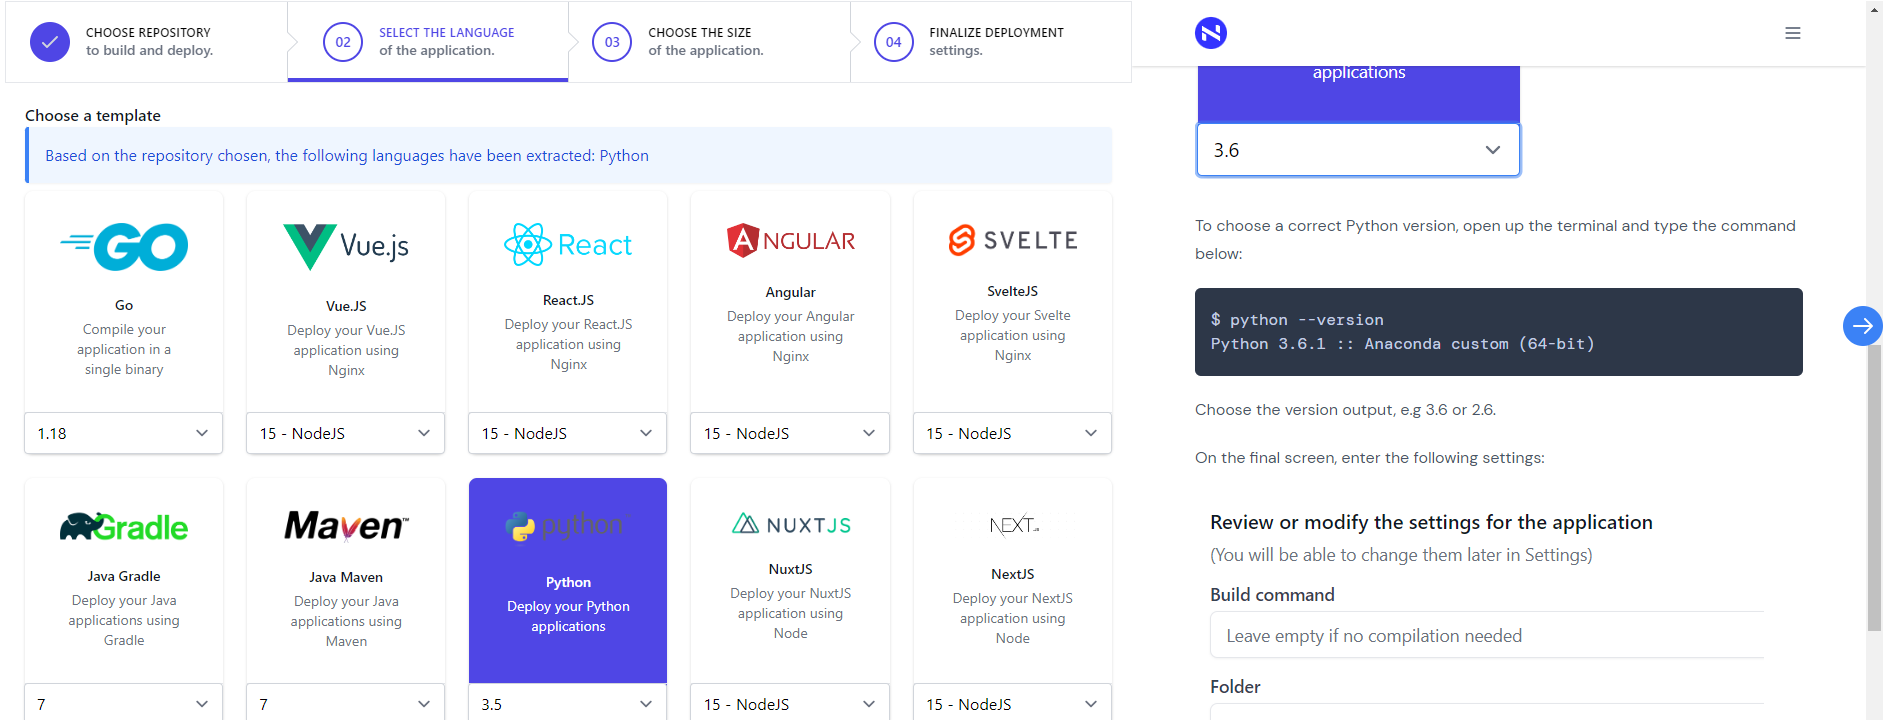 CHOOSE REPOSITORY
to build and deploy.
02
SELECT THE LANGUAGE
of the application.
03
CHOOSE THE SIZE
of the application.
04
FINALIZE DEPLOYMENT
settings.
Choose a template
Based on the repository chosen, the following languages have been extracted: Python
GO
Go
Compile your
application in a
single binary
1.18
Vue.js
Vue.JS
Deploy your Vue.JS
application using
Nginx
15 - NodeJS
React
React.JS
Deploy your React.JS
application using
Nginx
15 - NodeJS
ANGULAR
Angular
Deploy your Angular
application using
Nginx
15 - NodeJS
SVELTE
SvelteJS
Deploy your Svelte
application using
Nginx
15 - NodeJS
Gradle
Java Gradle
Deploy your Java
applications using
Gradle
7
Maven™
Java Maven
Deploy your Java
applications using
Maven
7
python™
Python
Deploy your Python
applications
3.5
NUXTJS
NuxtJS
Deploy your NuxtJS
application using
Node
15 - NodeJS
NEXT.JS
NextJS
Deploy your NextJS
application using
Node
15 - NodeJS
N
applications
3.6
To choose a correct Python version, open up the terminal and type the command
below:
$ python --version
Python 3.6.1 :: Anaconda custom (64-bit)
Choose the version output, e.g 3.6 or 2.6.
On the final screen, enter the following settings:
Review or modify the settings for the application
(You will be able to change them later in Settings)
Build command
Leave empty if no compilation needed
Folder